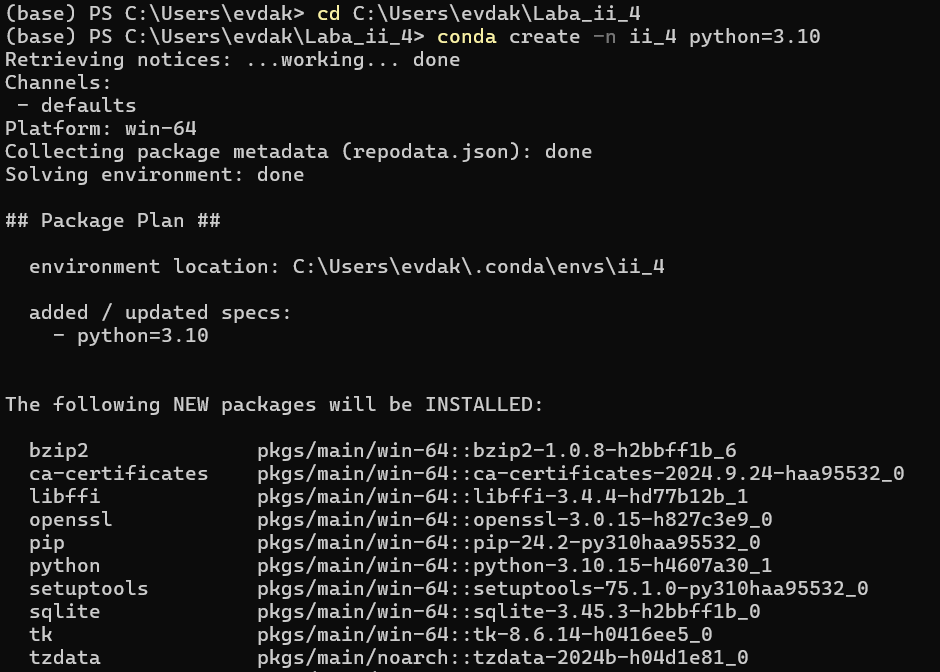 (base) PS C:\Users\evdak> cd C:\Users\evdak\Laba_ii_4
(base) PS C:\Users\evdak\Laba_ii_4> conda create -n ii_4 python=3.10
Retrieving notices: ...working... done
Channels:
 - defaults
Platform: win-64
Collecting package metadata (repodata.json): done
Solving environment: done

## Package Plan ##

  environment location: C:\Users\evdak\.conda\envs\ii_4

  added / updated specs:
    - python=3.10


The following NEW packages will be INSTALLED:

  bzip2              pkgs/main/win-64::bzip2-1.0.8-h2bbff1b_6
  ca-certificates    pkgs/main/win-64::ca-certificates-2024.9.24-haa95532_0
  libffi             pkgs/main/win-64::libffi-3.4.4-hd77b12b_1
  openssl            pkgs/main/win-64::openssl-3.0.15-h827c3e9_0
  pip                pkgs/main/win-64::pip-24.2-py310haa95532_0
  python             pkgs/main/win-64::python-3.10.15-h4607a30_1
  setuptools         pkgs/main/win-64::setuptools-75.1.0-py310haa95532_0
  sqlite             pkgs/main/win-64::sqlite-3.45.3-h2bbff1b_0
  tk                 pkgs/main/win-64::tk-8.6.14-h0416ee5_0
  tzdata             pkgs/main/noarch::tzdata-2024b-h04d1e81_0